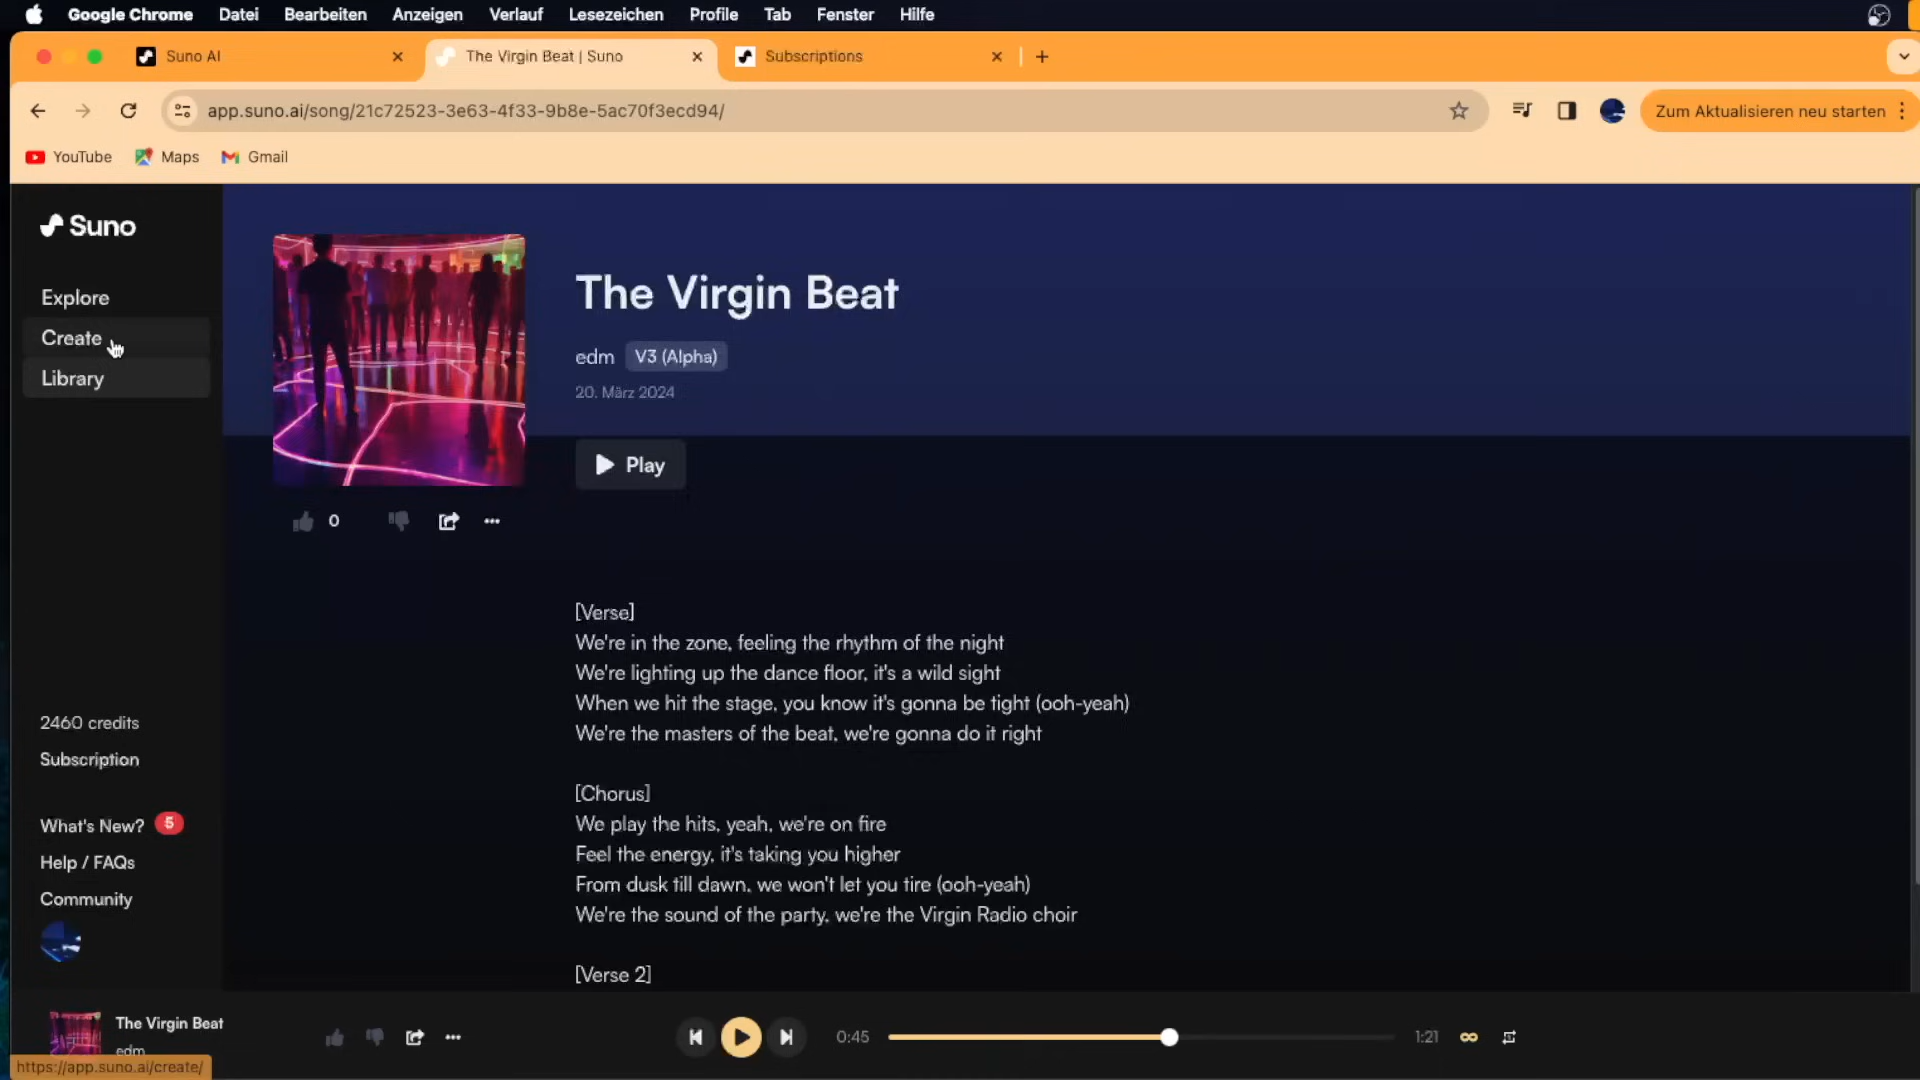 Google Chrome Datei Bearbeiten Anzeigen Verlauf Lesezeichen Profile Tab Fenster Hilfe
Suno AI The Virgin Beat | Suno Subscriptions
app.suno.ai/song/21c72523-3e63-4f33-9b8e-5ac70f3ecd94/ Zum Aktualisieren neu starten
YouTube Maps Gmail
Suno
Explore
Create
Library
2460 credits
Subscription
What's New? 5
Help / FAQs
Community
The Virgin Beat
edm V3 (Alpha)
20. März 2024
Play
0
[Verse]
We're in the zone, feeling the rhythm of the night
We're lighting up the dance floor, it's a wild sight
When we hit the stage, you know it's gonna be tight (ooh-yeah)
We're the masters of the beat, we're gonna do it right
[Chorus]
We play the hits, yeah, we're on fire
Feel the energy, it's taking you higher
From dusk till dawn, we won't let you tire (ooh-yeah)
We're the sound of the party, we're the Virgin Radio choir
[Verse 2]
The Virgin Beat
edm
0:45 1:21
https://app.suno.ai/create/